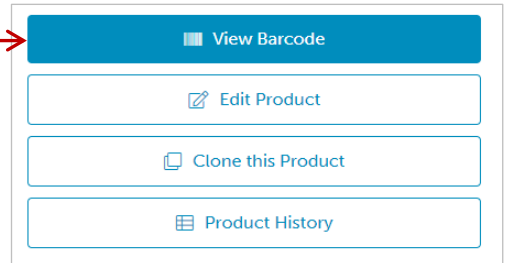 View Barcode
Edit Product
Clone this Product
Product History